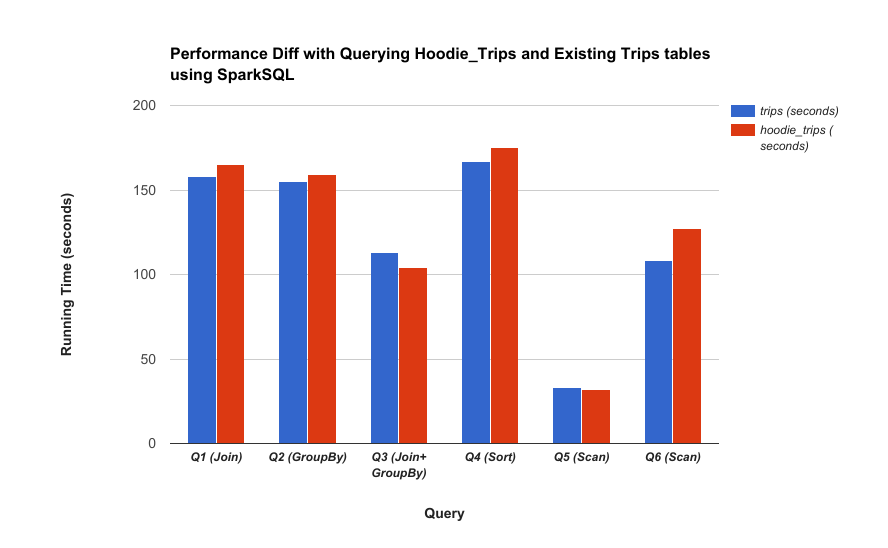 Performance Diff with Querying Hoodie_Trips and Existing Trips tables
using SparkSQL
200
150
100
50
0
Running Time (seconds)
trips (seconds)
hoodie_trips (
seconds)
Q1 (Join)
Q2 (GroupBy)
Q3 (Join+
GroupBy)
Q4 (Sort)
Q5 (Scan)
Q6 (Scan)
Query